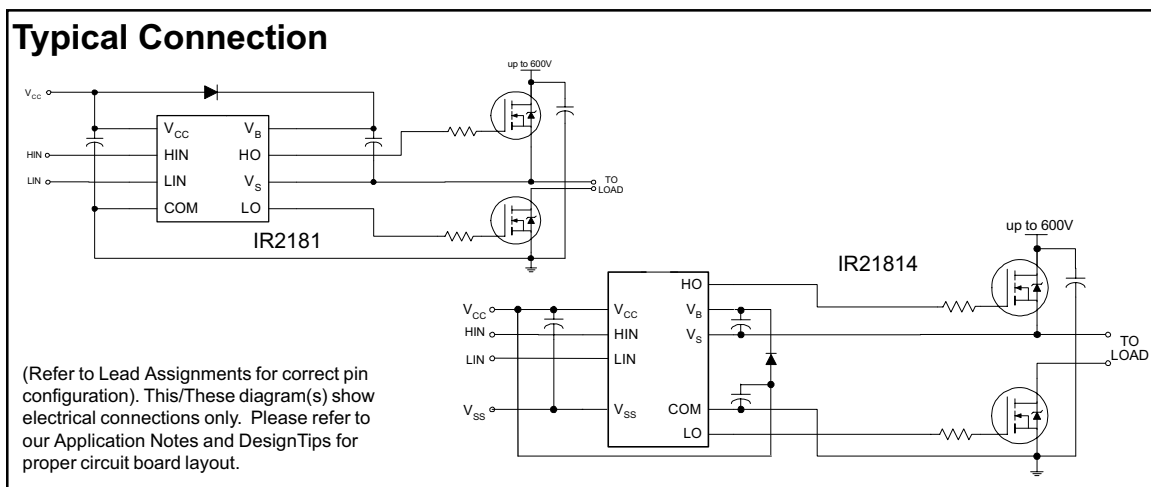 Typical Connection
up to 600V
VCC
VCC
VB
HIN
HIN
HO
LIN
LIN
VS
TO
LOAD
COM
LO
IR2181
up to 600V
IR21814
HO
VCC
VCC
VB
HIN
HIN
VS
TO
LOAD
LIN
LIN
VSS
VSS
COM
LO
(Refer to Lead Assignments for correct pin
configuration). This/These diagram(s) show
electrical connections only. Please refer to
our Application Notes and DesignTips for
proper circuit board layout.